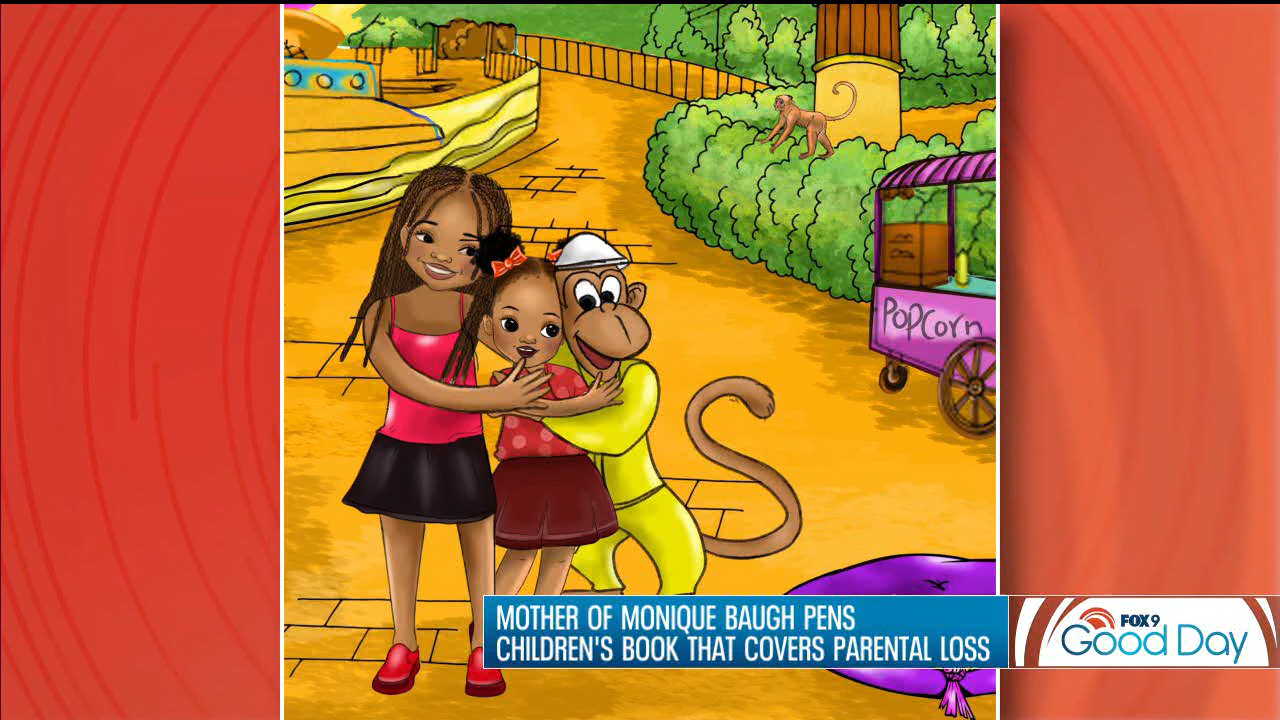 PoPCorn
MOTHER OF MONIQUE BAUGH PENS
CHILDREN'S BOOK THAT COVERS PARENTAL LOSS
FOX 9
Good Day